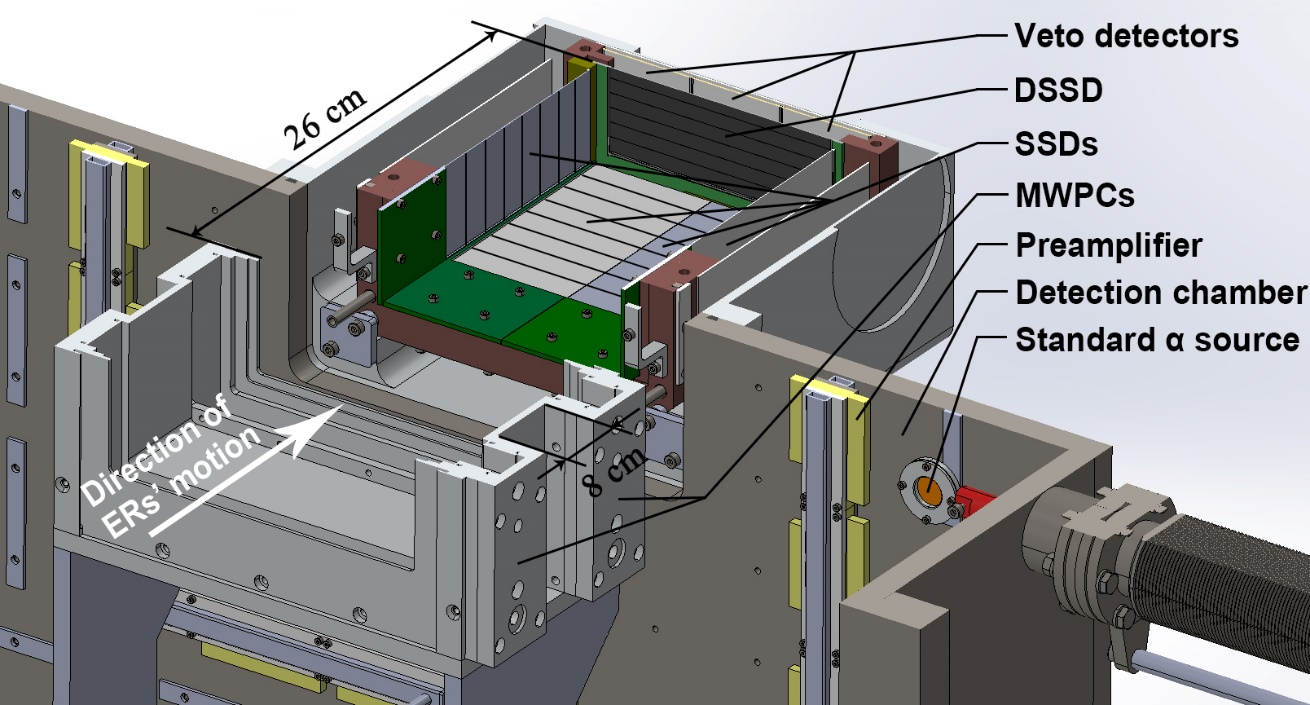 Veto detectors
26 cm
DSSD
SSDs
MWPCs
Preamplifier
Detection chamber
Standard α source
Direction of
ERs' motion
8 cm